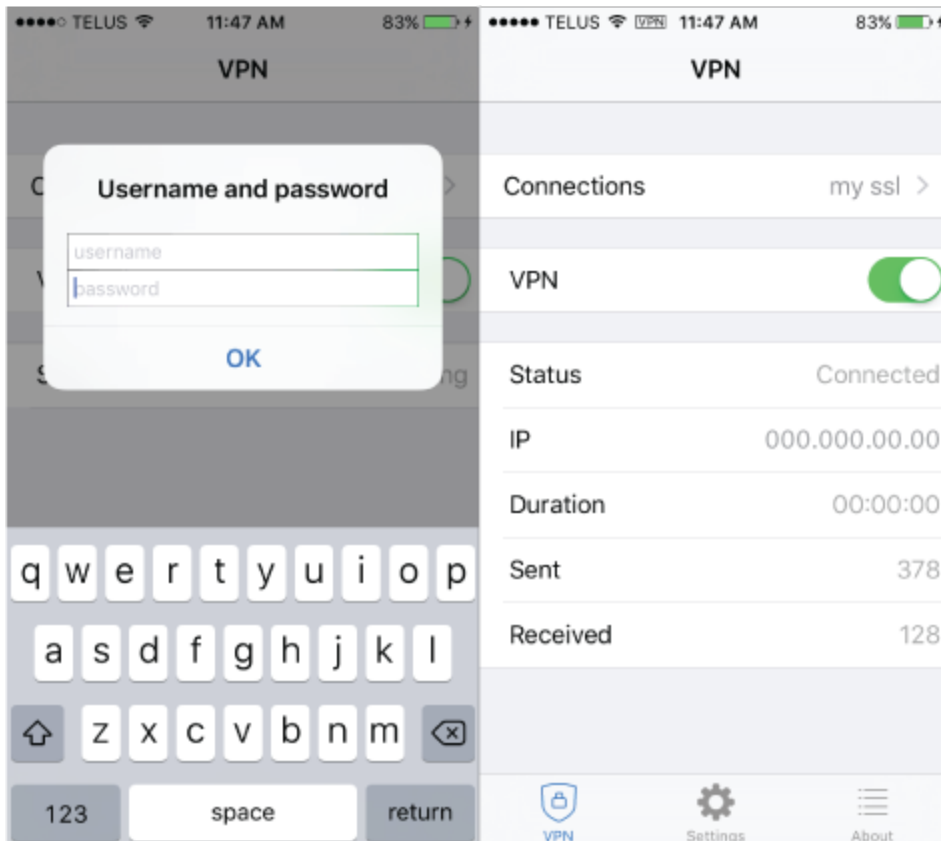 TELUS 11:47 AM 83%
VPN
C
Username and password
username
V
password
OK
S ng
q w e r t y u i o p
a s d f g h j k l
z x c v b n m
123 space return
TELUS VPN 11:47 AM 83%
VPN
Connections my ssl
VPN
Status Connected
IP 000.000.00.00
Duration 00:00:00
Sent 378
Received 128
VPN Settings About